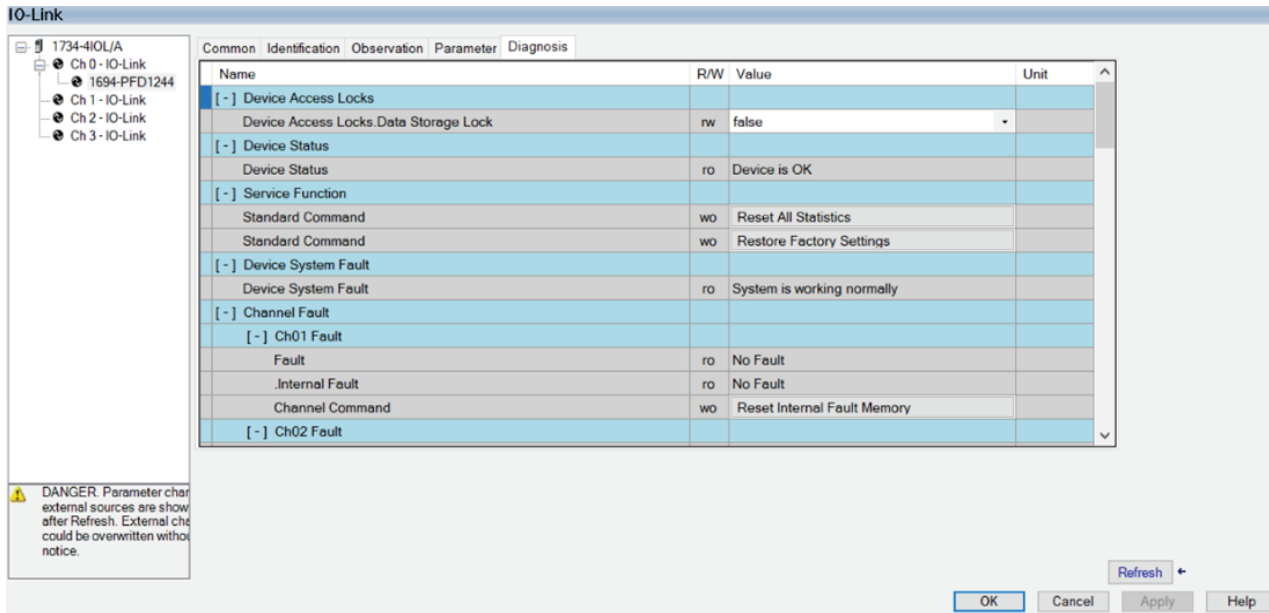 IO-Link
1734-4IOL/A
Ch 0 - IO-Link
1694-PFD1244
Ch 1 - IO-Link
Ch 2 - IO-Link
Ch 3 - IO-Link
Common Identification Observation Parameter Diagnosis
Name R/W Value Unit
[ - ] Device Access Locks
Device Access Locks.Data Storage Lock rw false
[ - ] Device Status
Device Status ro Device is OK
[ - ] Service Function
Standard Command wo Reset All Statistics
Standard Command wo Restore Factory Settings
[ - ] Device System Fault
Device System Fault ro System is working normally
[ - ] Channel Fault
[ - ] Ch01 Fault
Fault ro No Fault
.Internal Fault ro No Fault
Channel Command wo Reset Internal Fault Memory
[ - ] Ch02 Fault
DANGER. Parameter char
external sources are show
after Refresh. External cha
could be overwritten withou
notice.
Refresh ←
OK Cancel Apply Help